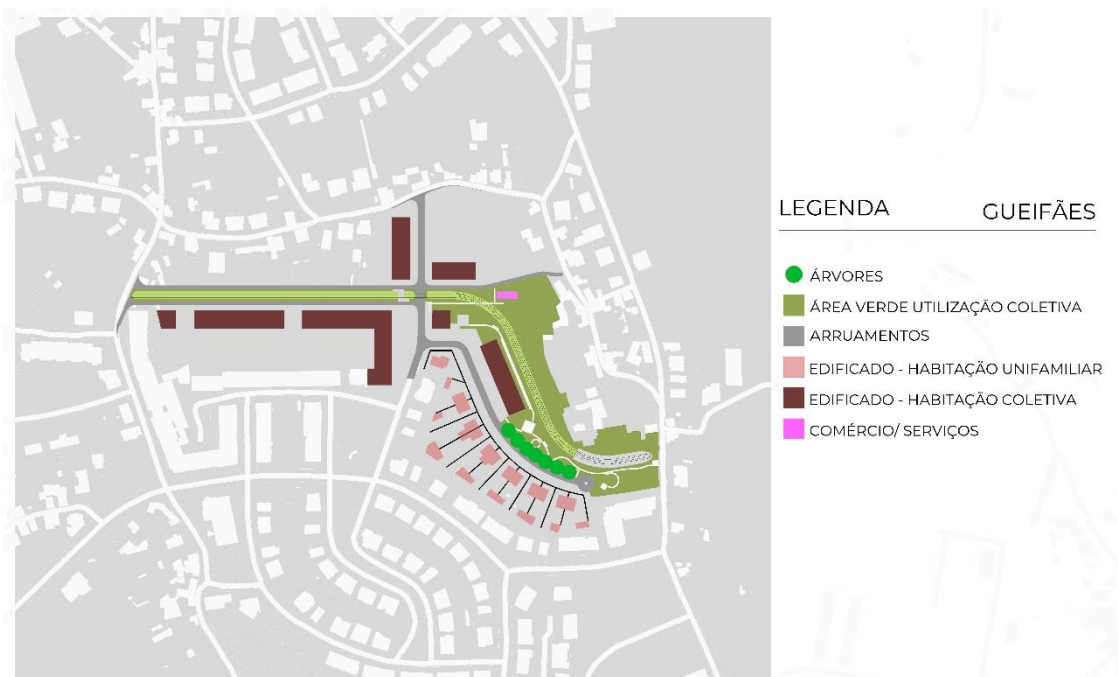 LEGENDA GUEIFÃES
ÁRVORES
ÁREA VERDE UTILIZAÇÃO COLETIVA
ARRUAMENTOS
EDIFICADO - HABITAÇÃO UNIFAMILIAR
EDIFICADO - HABITAÇÃO COLETIVA
COMÉRCIO/ SERVIÇOS